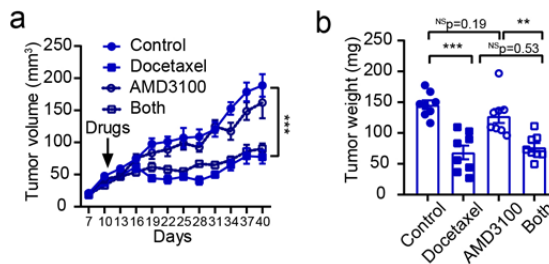 a
Control
Docetaxel
AMD3100
Both
Drugs
Tumor volume (mm³)
200
150
100
50
0
***
7 10 13 16 19 22 25 28 31 34 37 40
Days
b
NSp=0.19
**
***
NSp=0.53
Tumor weight (mg)
250
200
150
100
50
0
Control
Docetaxel
AMD3100
Both